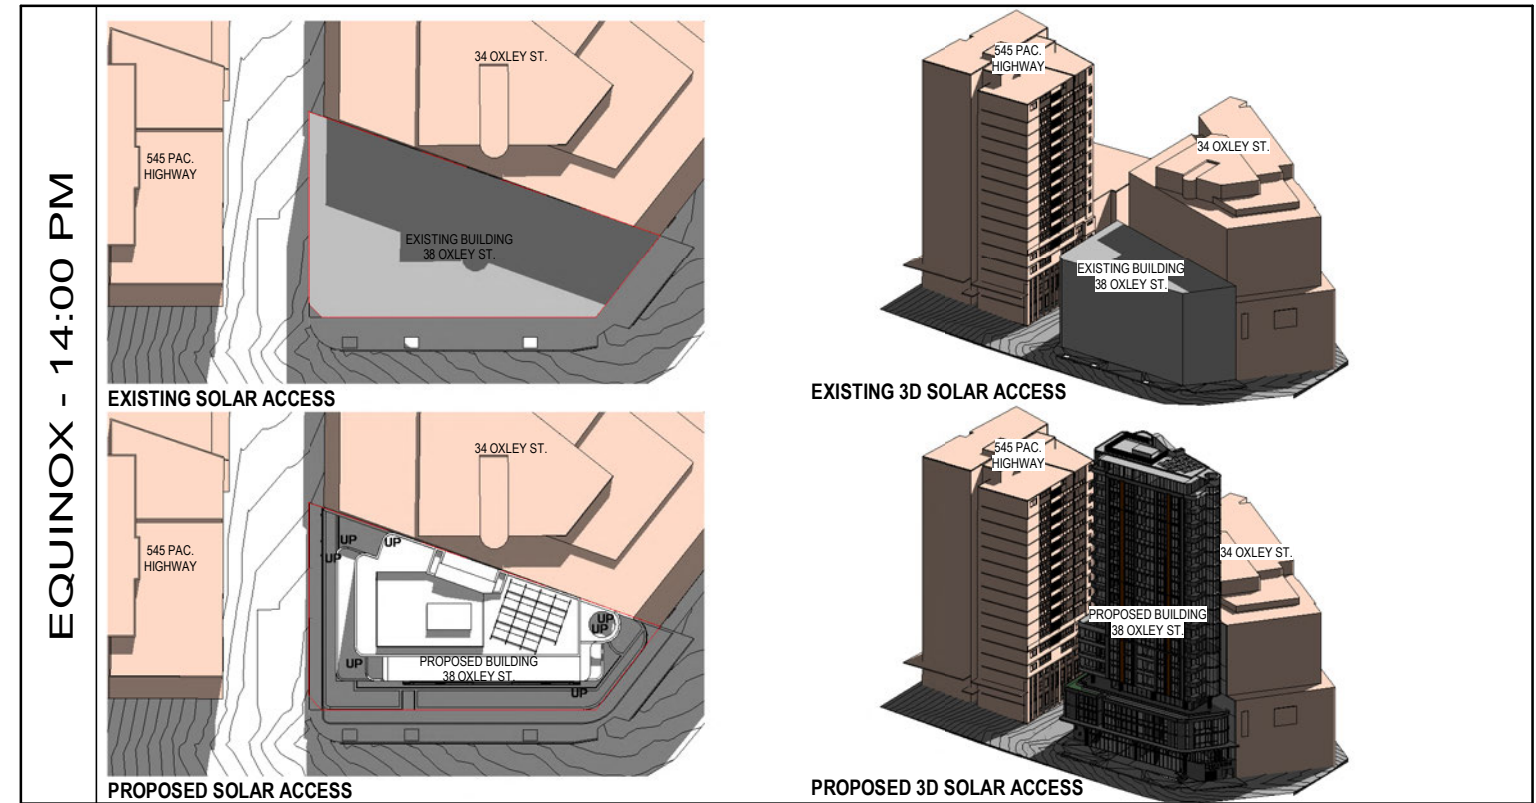 EQUINOX - 14:00 PM
34 OXLEY ST.
545 PAC.
HIGHWAY
EXISTING BUILDING
38 OXLEY ST.
EXISTING SOLAR ACCESS
545 PAC.
HIGHWAY
34 OXLEY ST.
EXISTING BUILDING
38 OXLEY ST.
EXISTING 3D SOLAR ACCESS
34 OXLEY ST.
545 PAC.
HIGHWAY
UP
UP
UP
UP
UP
UP
UP
PROPOSED BUILDING
38 OXLEY ST.
PROPOSED SOLAR ACCESS
545 PAC.
HIGHWAY
34 OXLEY ST.
PROPOSED BUILDING
38 OXLEY ST.
PROPOSED 3D SOLAR ACCESS